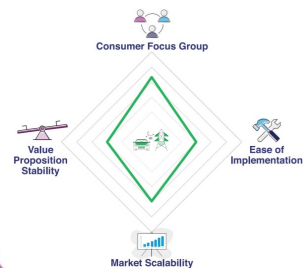 Consumer Focus Group
Value
Proposition
Stability
Ease of
Implementation
Market Scalability